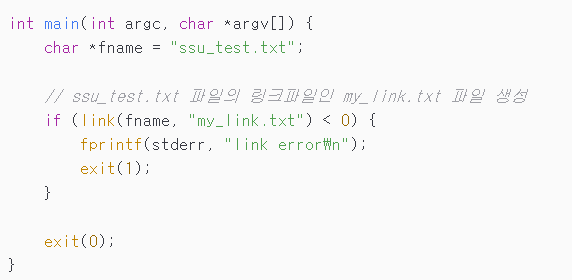 int main(int argc, char *argv[]) {
    char *fname = "ssu_test.txt";

    // ssu_test.txt 파일의 링크파일인 my_link.txt 파일 생성
    if (link(fname, "my_link.txt") < 0) {
        fprintf(stderr, "link error₩n");
        exit(1);
    }

    exit(0);
}